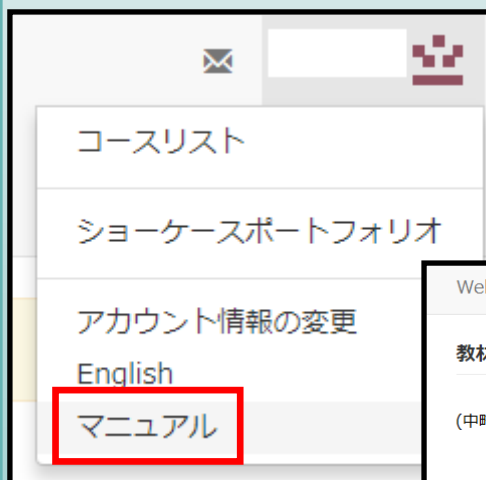 コースリスト
ショーケースポートフォリオ
アカウント情報の変更
English
マニュアル
We
教材
(中